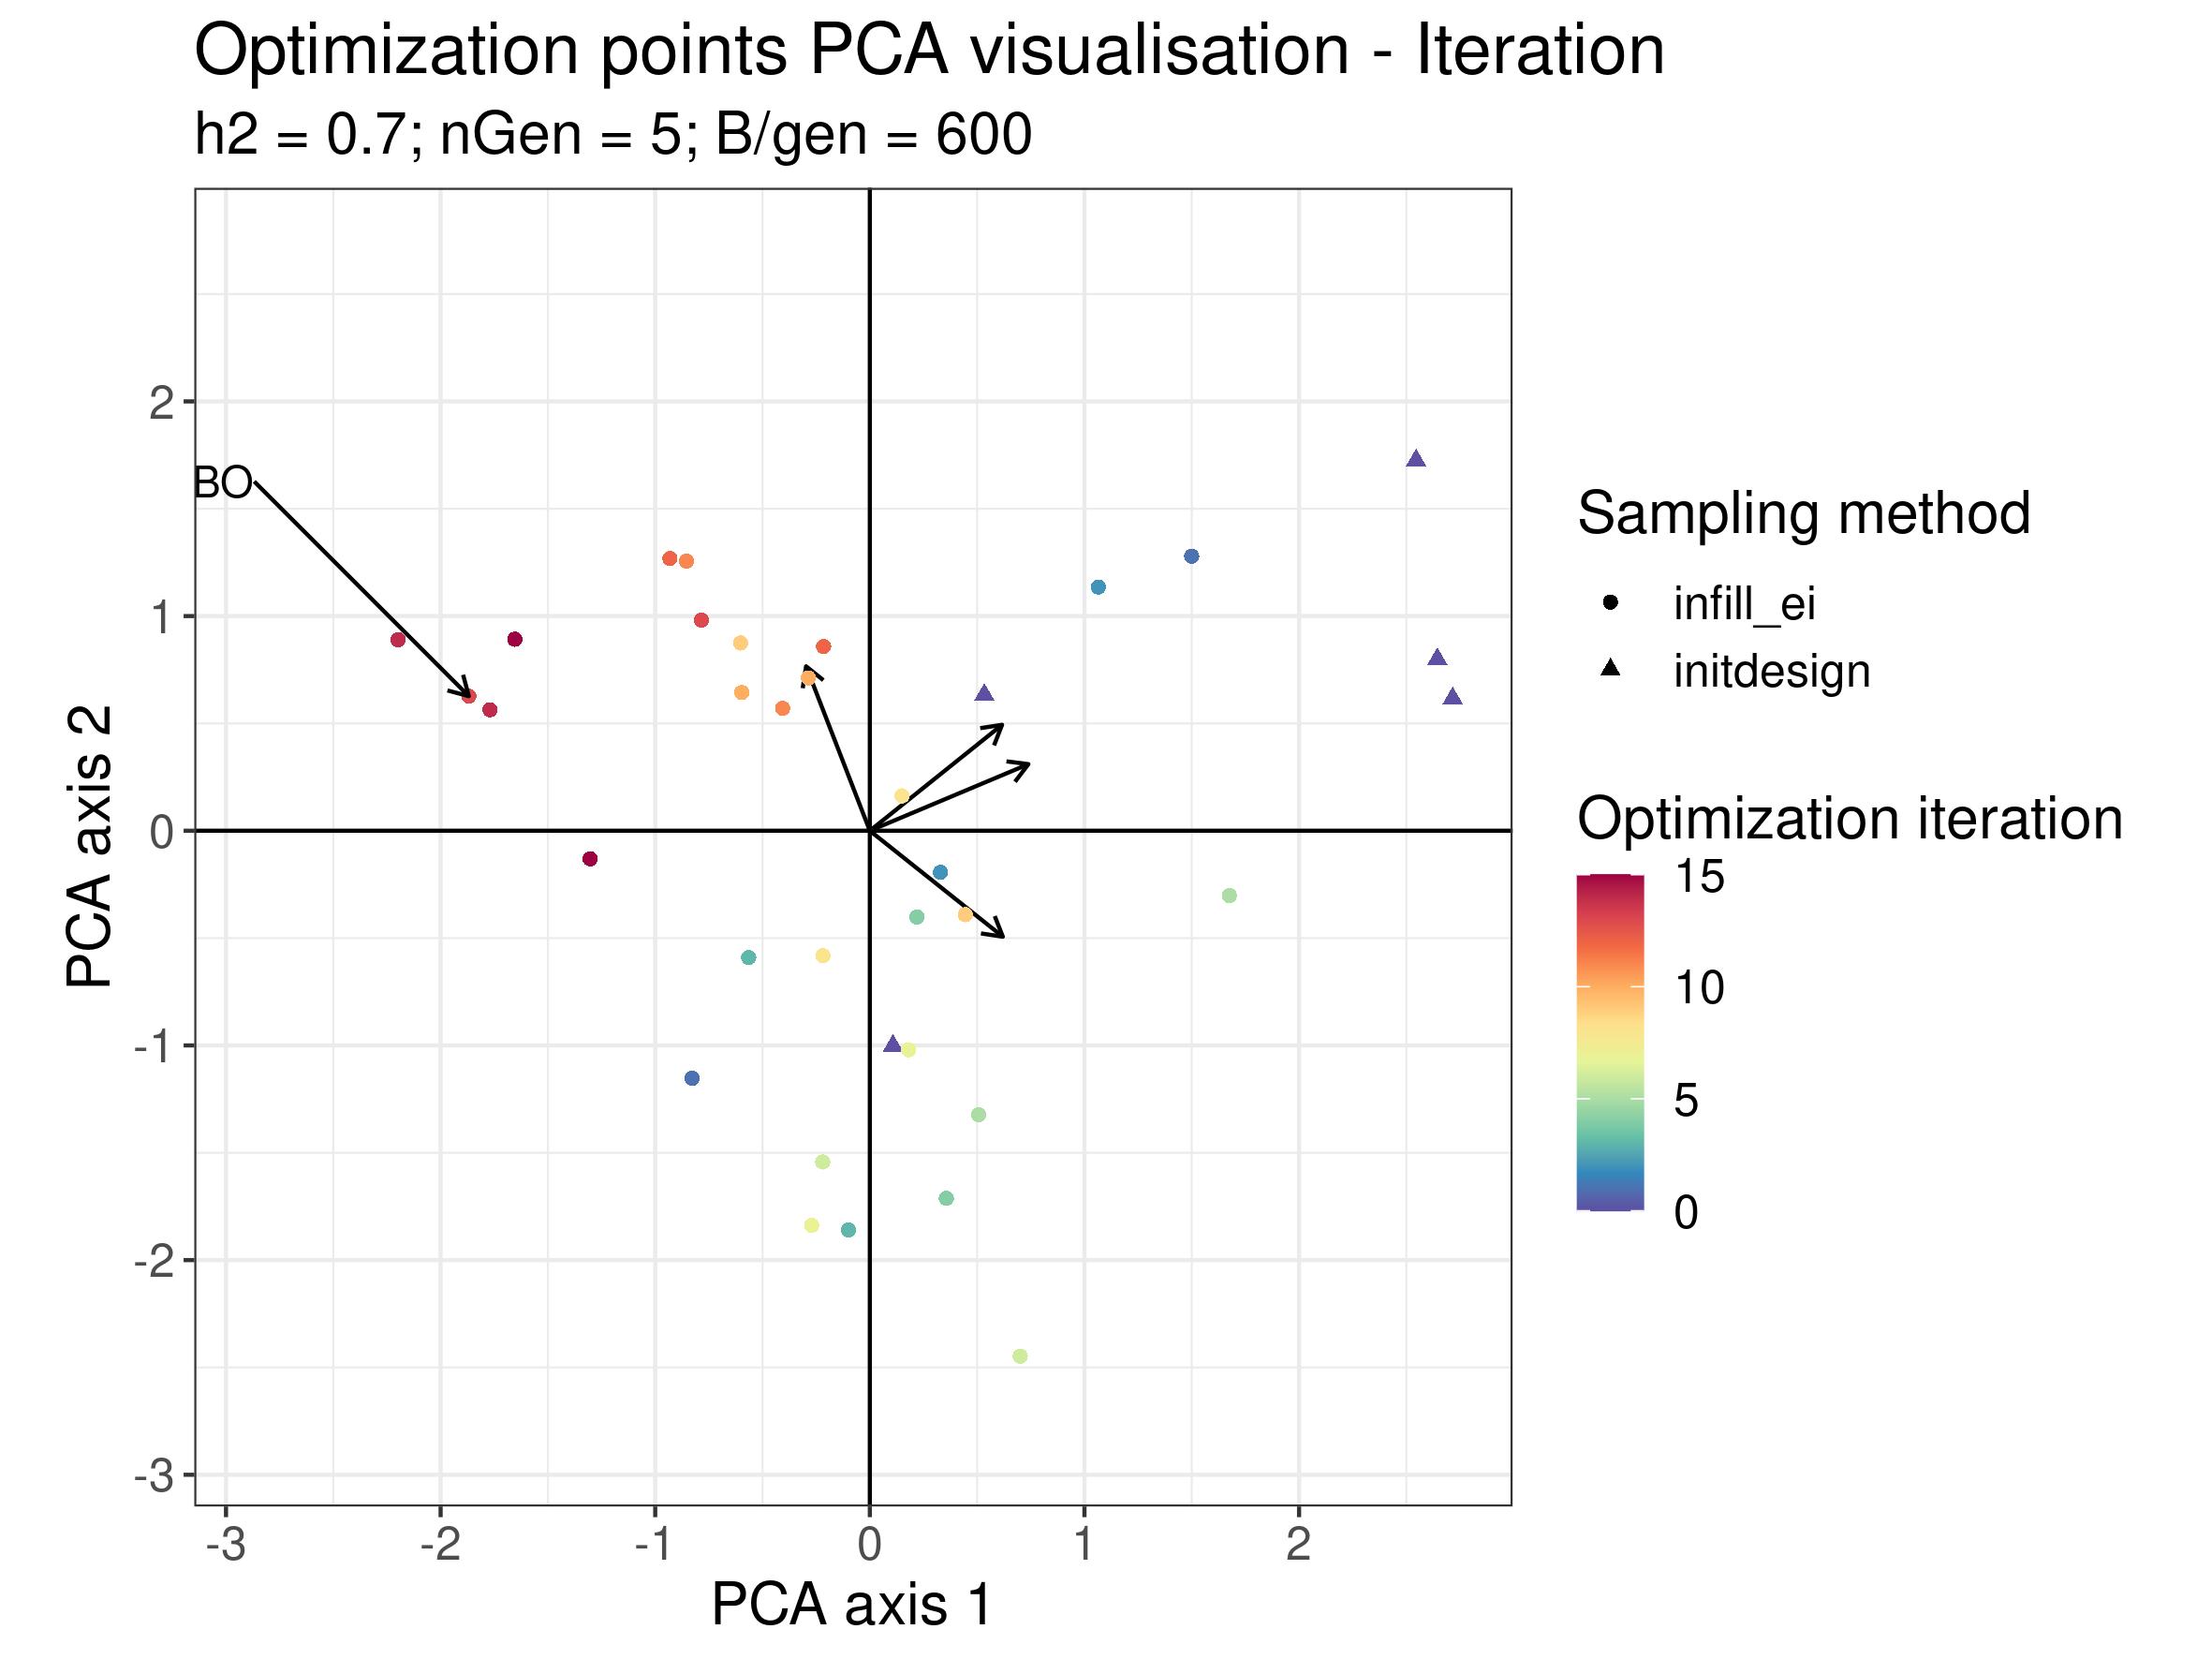 Optimization points PCA visualisation - Iteration
h2 = 0.7; nGen = 5; B/gen = 600
PCA axis 2
2
1
0
-1
-2
-3
BO
-3
-2
-1
0
1
2
PCA axis 1
Sampling method
infill_ei
initdesign
Optimization iteration
15
10
5
0